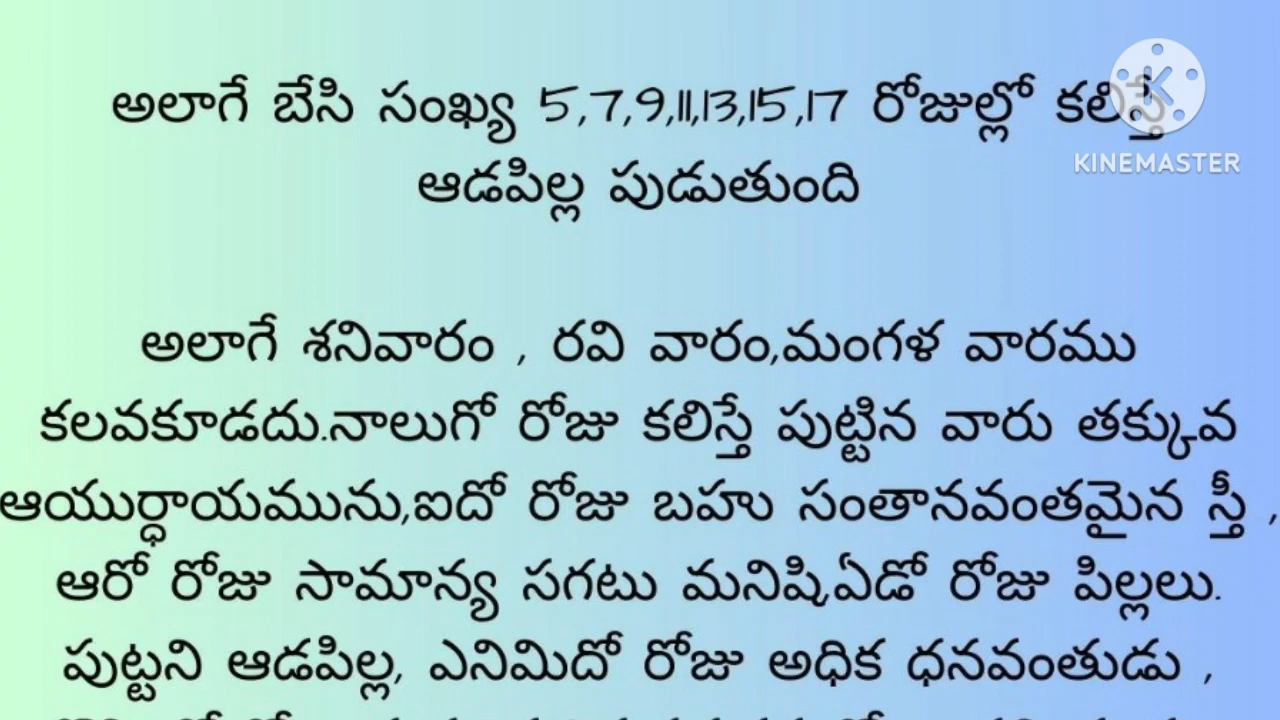 అలాగే బేసి సంఖ్య 5,7,9,11,13,15,17 రోజుల్లో కలిస్తే
KINEMASTER
ఆడపిల్ల పుడుతుంది
అలాగే శనివారం , రవి వారం,మంగళ వారము
కలవకూడదు.నాలుగో రోజు కలిస్తే పుట్టిన వారు తక్కువ
ఆయుర్ధాయమును,ఐదో రోజు బహు సంతానవంతమైన స్తీ ,
ఆరో రోజు సామాన్య సగటు మనిషి,ఏడో రోజు పిల్లలు.
పుట్టని ఆడపిల్ల, ఎనిమిదో రోజు అధిక ధనవంతుడు ,